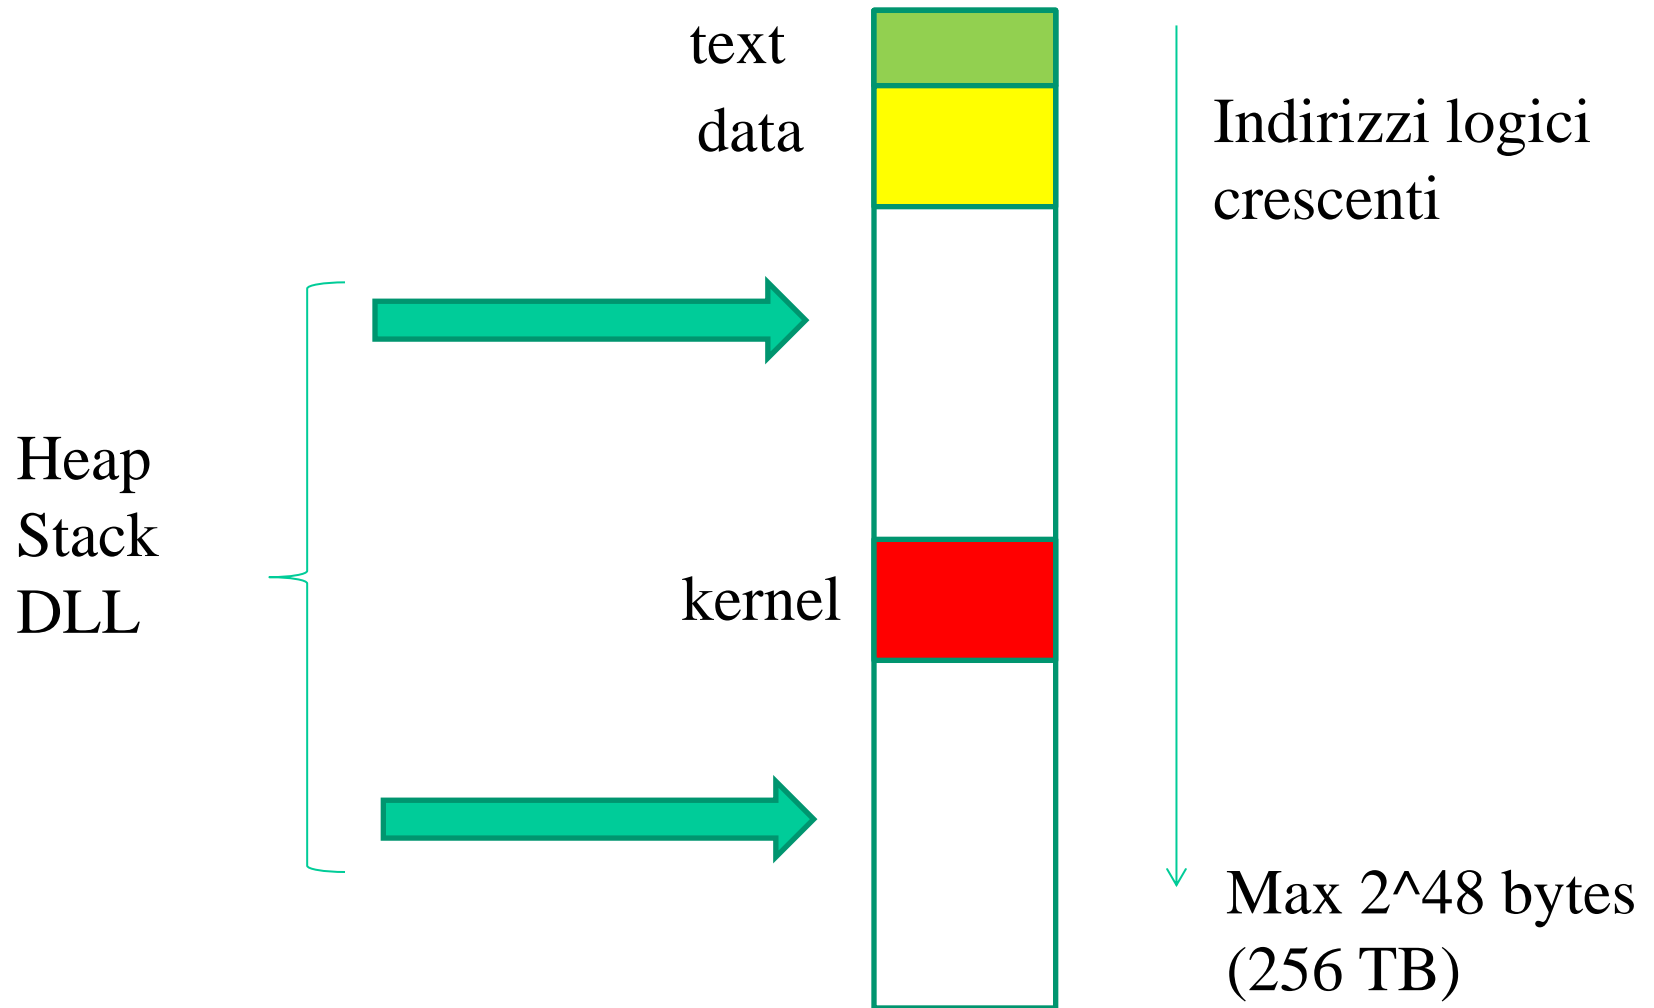 text
data
Indirizzi logici
crescenti
Heap
Stack
DLL
kernel
Max 2^48 bytes
(256 TB)